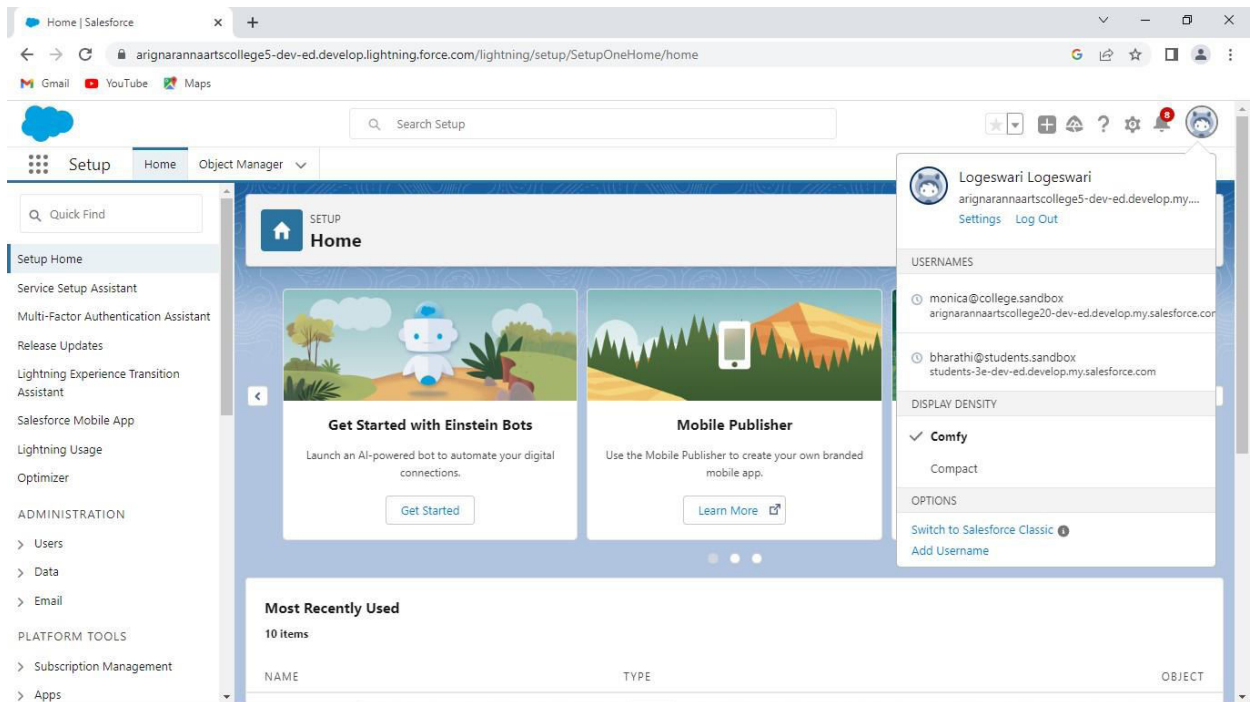 Home | Salesforce
arignarannaartscollege5-dev-ed.develop.lightning.force.com/lightning/setup/SetupOneHome/home
Gmail YouTube Maps
Search Setup
8
Setup Home Object Manager
Quick Find
Setup Home
Service Setup Assistant
Multi-Factor Authentication Assistant
Release Updates
Lightning Experience Transition
Assistant
Salesforce Mobile App
Lightning Usage
Optimizer
ADMINISTRATION
Users
Data
Email
PLATFORM TOOLS
Subscription Management
Apps
SETUP
Home
Get Started with Einstein Bots
Launch an AI-powered bot to automate your digital
connections.
Get Started
Mobile Publisher
Use the Mobile Publisher to create your own branded
mobile app.
Learn More
Most Recently Used
10 items
NAME TYPE OBJECT
Logeswari Logeswari
arignarannaartscollege5-dev-ed.develop.my....
Settings Log Out
USERNAMES
monica@college.sandbox
arignarannaartscollege20-dev-ed.develop.my.salesforce.com
bharathi@students.sandbox
students-3e-dev-ed.develop.my.salesforce.com
DISPLAY DENSITY
Comfy
Compact
OPTIONS
Switch to Salesforce Classic
Add Username